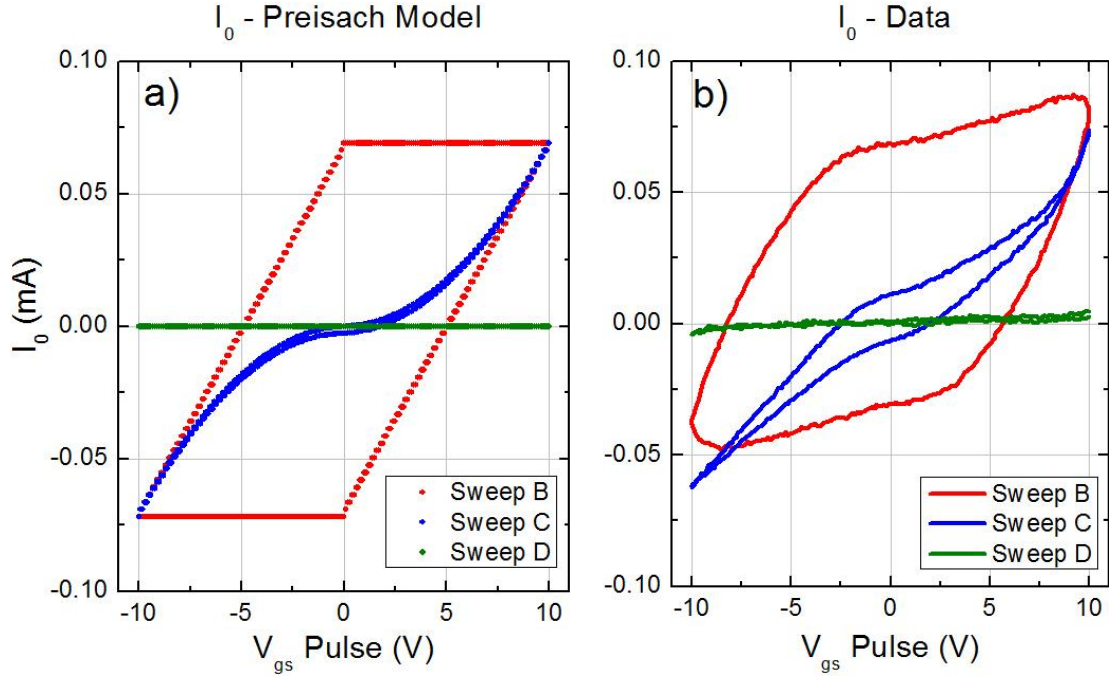 I₀ - Preisach Model
a)
0.10
0.05
0.00
-0.05
-0.10
I₀ (mA)
-10 -5 0 5 10
V_gs Pulse (V)
Sweep B
Sweep C
Sweep D
I₀ - Data
b)
0.10
0.05
0.00
-0.05
-0.10
-10 -5 0 5 10
V_gs Pulse (V)
Sweep B
Sweep C
Sweep D